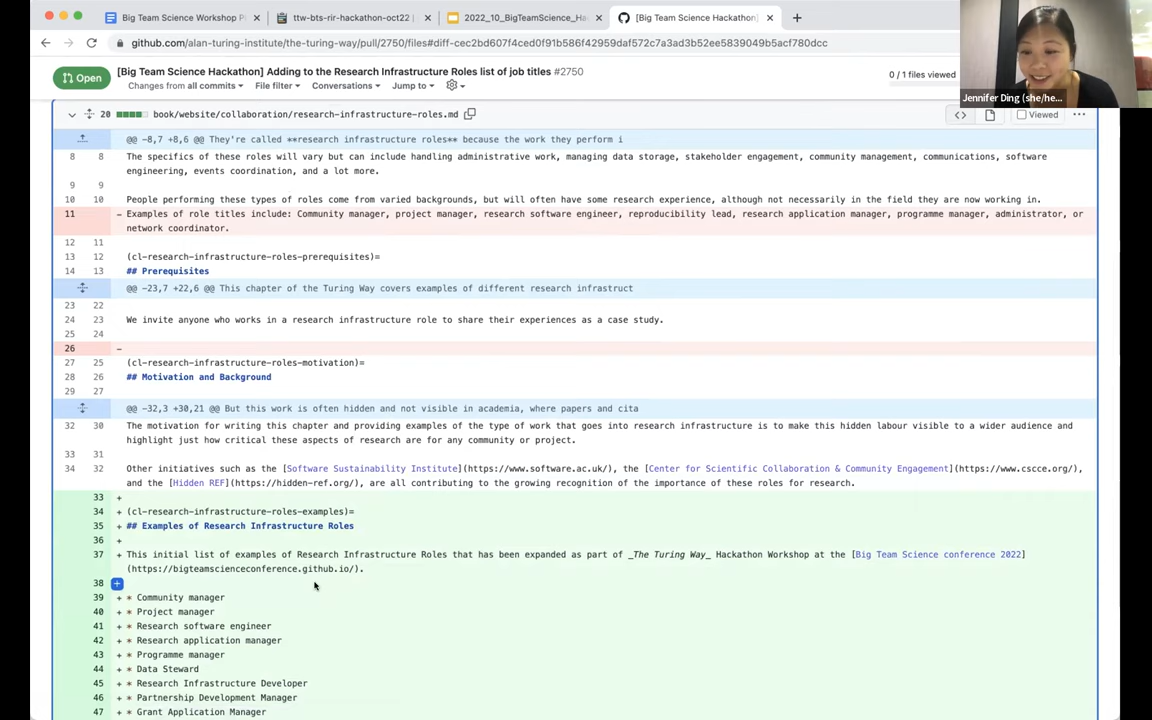 Big Team Science Workshop P
ttw-bts-rir-hackathon-oct22
2022_10_BigTeamScience_Ha
[Big Team Science Hackathon]
github.com/alan-turing-institute/the-turing-way/pull/2750/files#diff-cec2bd607f4ced0f91b586f42959daf572c7a3ad3b52ee5839049b5acf780dcc
Open
[Big Team Science Hackathon] Adding to the Research Infrastructure Roles list of job titles #2750
Changes from all commits
File filter
Conversations
Jump to
0 / 1 files viewed
Jennifer Ding (she/he...
20 book/website/collaboration/research-infrastructure-roles.md
Viewed
@@ -8,7 +8,6 @@ They're called **research infrastructure roles** because the work they perform i
8 8 The specifics of these roles will vary but can include handling administrative work, managing data storage, stakeholder engagement, community management, communications, software
engineering, events coordination, and a lot more.
9 9
10 10 People performing these types of roles come from varied backgrounds, but will often have some research experience, although not necessarily in the field they are now working in.
11 - Examples of role titles include: Community manager, project manager, research software engineer, reproducibility lead, research application manager, programme manager, administrator, or
network coordinator.
12 11
13 12 (cl-research-infrastructure-roles-prerequisites)=
14 13 ## Prerequisites
@@ -23,7 +22,6 @@ This chapter of the Turing Way covers examples of different research infrastruct
23 22
24 23 We invite anyone who works in a research infrastructure role to share their experiences as a case study.
25 24
26 -
27 25 (cl-research-infrastructure-roles-motivation)=
28 26 ## Motivation and Background
29 27
@@ -32,3 +30,21 @@ But this work is often hidden and not visible in academia, where papers and cita
32 30 The motivation for writing this chapter and providing examples of the type of work that goes into research infrastructure is to make this hidden labour visible to a wider audience and
highlight just how critical these aspects of research are for any community or project.
33 31
34 32 Other initiatives such as the [Software Sustainability Institute](https://www.software.ac.uk/), the [Center for Scientific Collaboration & Community Engagement](https://www.cscce.org/),
and the [Hidden REF](https://hidden-ref.org/), are all contributing to the growing recognition of the importance of these roles for research.
33 +
34 + (cl-research-infrastructure-roles-examples)=
35 + ## Examples of Research Infrastructure Roles
36 +
37 + This initial list of examples of Research Infrastructure Roles that has been expanded as part of _The Turing Way_ Hackathon Workshop at the [Big Team Science conference 2022]
(https://bigteamscienceconference.github.io/).
38 +
39 + * Community manager
40 + * Project manager
41 + * Research software engineer
42 + * Research application manager
43 + * Programme manager
44 + * Data Steward
45 + * Research Infrastructure Developer
46 + * Partnership Development Manager
47 + * Grant Application Manager